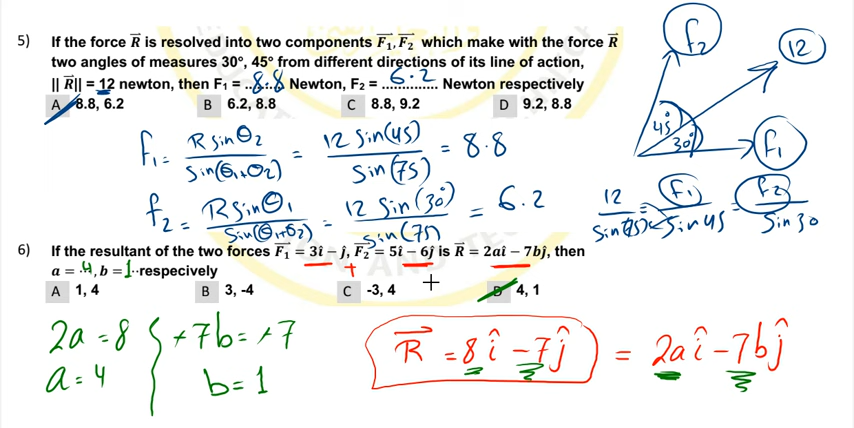 5) If the force R⃗ is resolved into two components F₁⃗, F₂⃗ which make with the force R⃗
two angles of measures 30°, 45° from different directions of its line of action,
|| R⃗|| = 12 newton, then F₁ = ..8.8 Newton, F₂ = ....6.2.... Newton respectively
A 8.8, 6.2 B 6.2, 8.8 C 8.8, 9.2 D 9.2, 8.8
F₂
12
45°
30°
F₁
f₁ = R sinθ₂ / sin(θ₁+θ₂) = 12 sin(45) / sin(75) = 8.8
f₂ = R sinθ₁ / sin(θ₁+θ₂) = 12 sin(30°) / sin(75) = 6.2
12 / sin(75) = F₁ / sin 45 = F₂ / sin 30
6) If the resultant of the two forces F₁⃗ = 3î − ĵ, F₂⃗ = 5î − 6ĵ is R⃗ = 2aî − 7bĵ, then
a = .4, b = 1..respecively
+
A 1, 4 B 3, -4 C -3, 4 D 4, 1
2a = 8
a = 4
+7b = +7
b = 1
R⃗ = 8î − 7ĵ = 2aî − 7bĵ